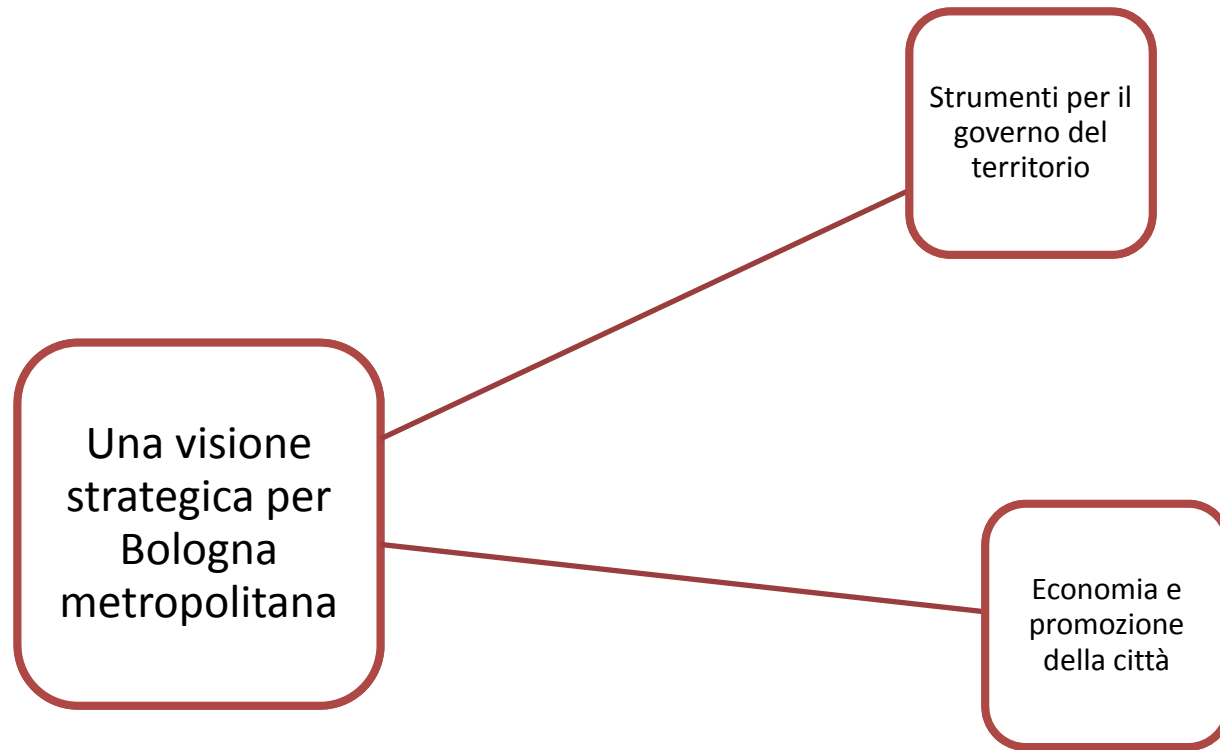 Strumenti per il
governo del
territorio
Una visione
strategica per
Bologna
metropolitana
Economia e
promozione
della città